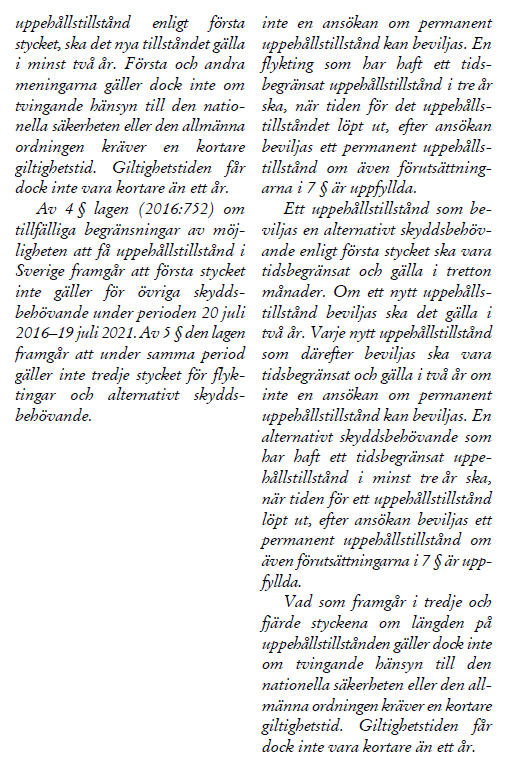 uppehållstillstånd enligt första
stycket, ska det nya tillståndet gälla
i minst två år. Första och andra
meningarna gäller dock inte om
tvingande hänsyn till den natio-
nella säkerheten eller den allmänna
ordningen kräver en kortare
giltighetstid. Giltighetstiden får
dock inte vara kortare än ett år.
Av 4 § lagen (2016:752) om
tillfälliga begränsningar av möj-
ligheten att få uppehållstillstånd i
Sverige framgår att första stycket
inte gäller för övriga skydds-
behövande under perioden 20 juli
2016–19 juli 2021. Av 5 § den lagen
framgår att under samma period
gäller inte tredje stycket för flyk-
tingar och alternativt skydds-
behövande.
inte en ansökan om permanent
uppehållstillstånd kan beviljas. En
flykting som har haft ett tids-
begränsat uppehållstillstånd i tre år
ska, när tiden för det uppehålls-
tillståndet löpt ut, efter ansökan
beviljas ett permanent uppehålls-
tillstånd om även förutsättning-
arna i 7 § är uppfyllda.
Ett uppehållstillstånd som be-
viljas en alternativt skyddsbehöv-
ande enligt första stycket ska vara
tidsbegränsat och gälla i tretton
månader. Om ett nytt uppehålls-
tillstånd beviljas ska det gälla i
två år. Varje nytt uppehållstillstånd
som därefter beviljas ska vara
tidsbegränsat och gälla i två år om
inte en ansökan om permanent
uppehållstillstånd kan beviljas. En
alternativt skyddsbehövande som
har haft ett tidsbegränsat uppe-
hållstillstånd i minst tre år ska,
när tiden för ett uppehållstillstånd
löpt ut, efter ansökan beviljas ett
permanent uppehållstillstånd om
även förutsättningarna i 7 § är upp-
fyllda.
Vad som framgår i tredje och
fjärde styckena om längden på
uppehållstillstånden gäller dock inte
om tvingande hänsyn till den
nationella säkerheten eller den all-
männa ordningen kräver en kortare
giltighetstid. Giltighetstiden får
dock inte vara kortare än ett år.